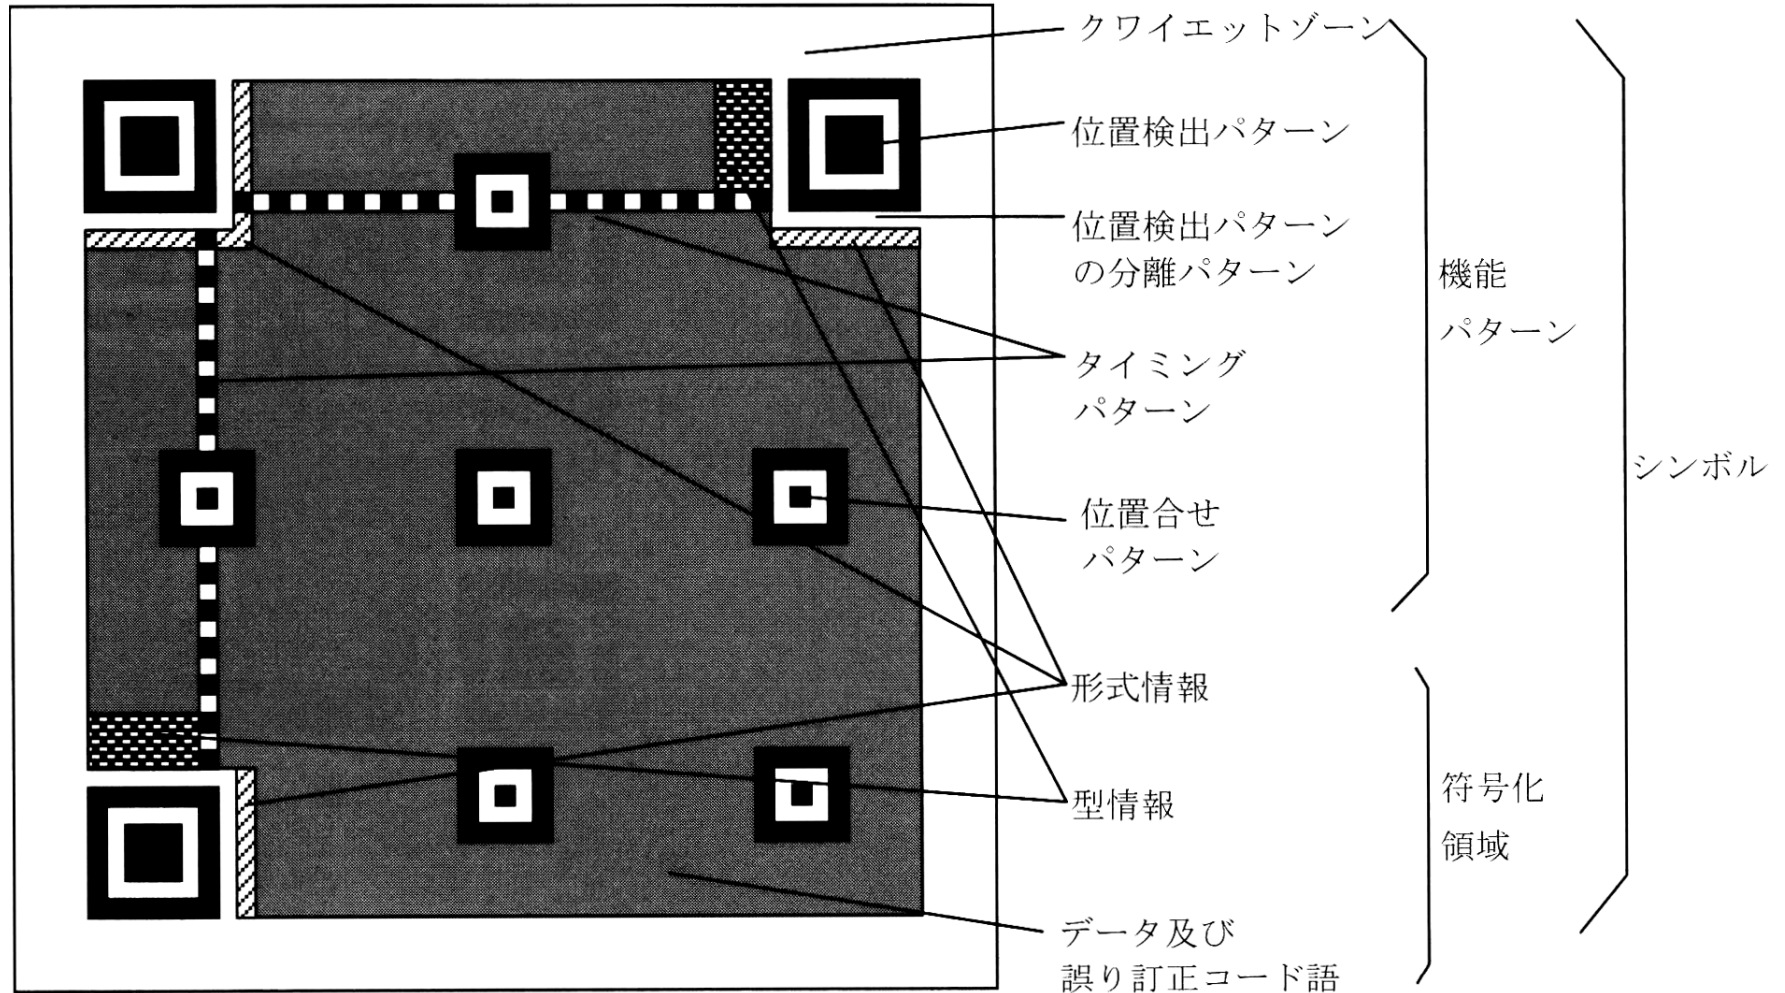 クワイエットゾーン
位置検出パターン
位置検出パターン
の分離パターン
タイミング
パターン
位置合せ
パターン
形式情報
型情報
データ及び
誤り訂正コード語
機能
パターン
符号化
領域
シンボル